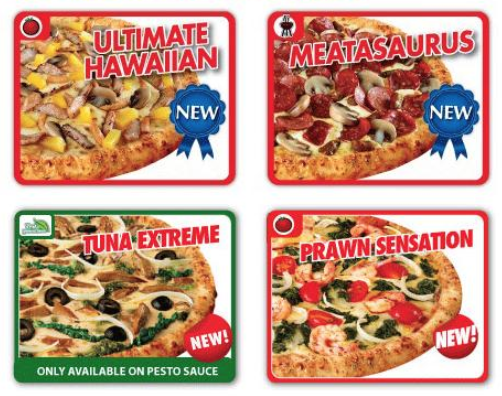 ULTIMATE
HAWAIIAN
NEW
MEATASAURUS
NEW
TUNA EXTREME
NEW!
ONLY AVAILABLE ON PESTO SAUCE
PRAWN SENSATION
NEW!